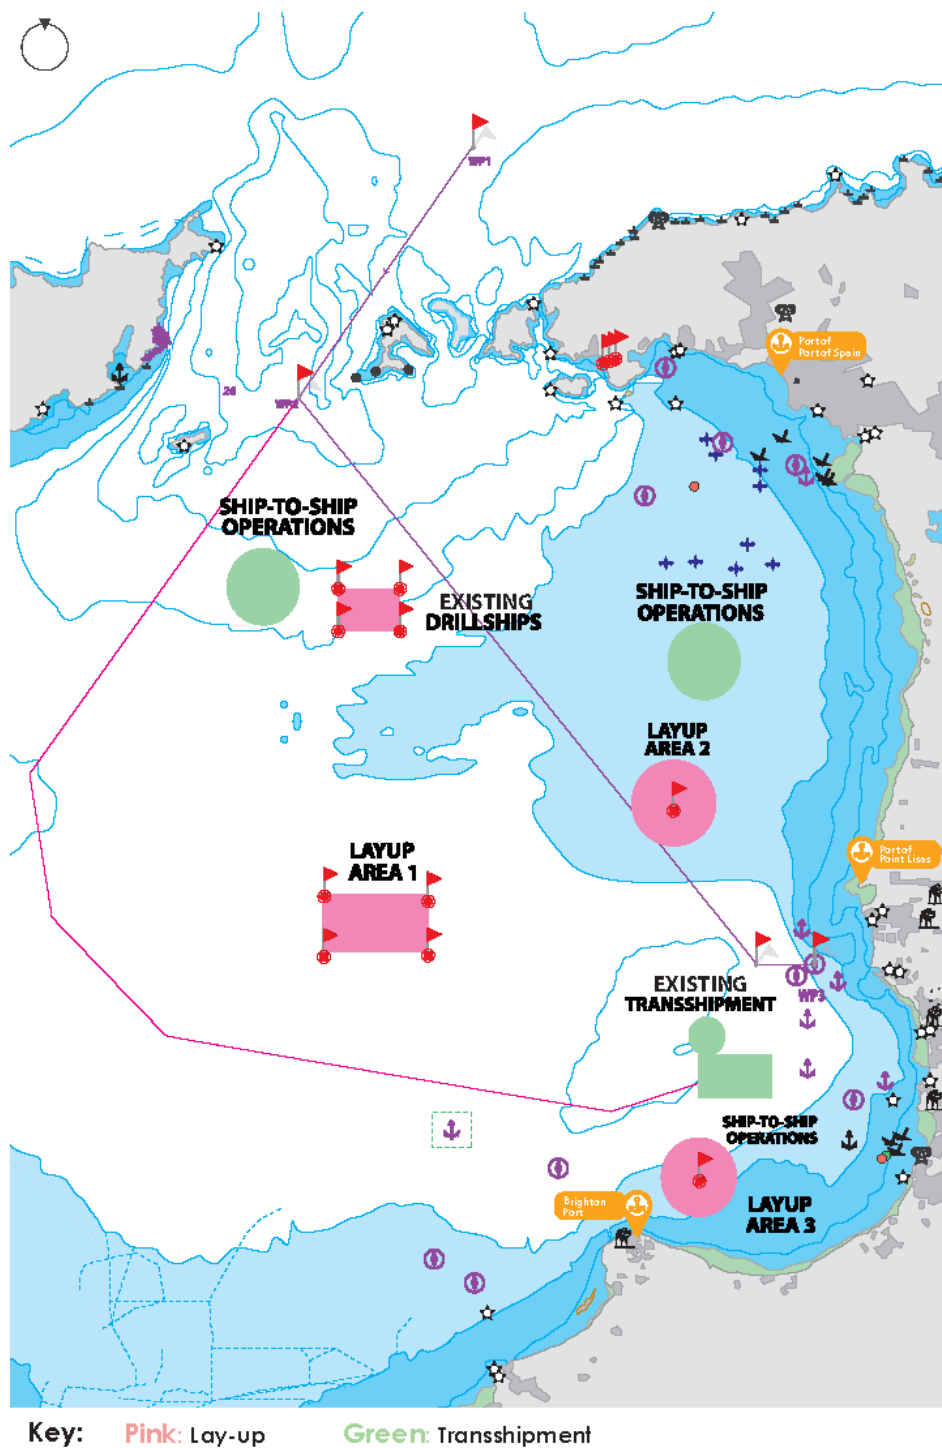 WP1
Port of
Port of Spain
WP2
24
SHIP-TO-SHIP
OPERATIONS
EXISTING
DRILLSHIPS
SHIP-TO-SHIP
OPERATIONS
LAYUP
AREA 2
LAYUP
AREA 1
Port of
Point Lisas
EXISTING
TRANSSHIPMENT
WP3
SHIP-TO-SHIP
OPERATIONS
Brighton
Port
LAYUP
AREA 3
Key: Pink: Lay-up Green: Transshipment